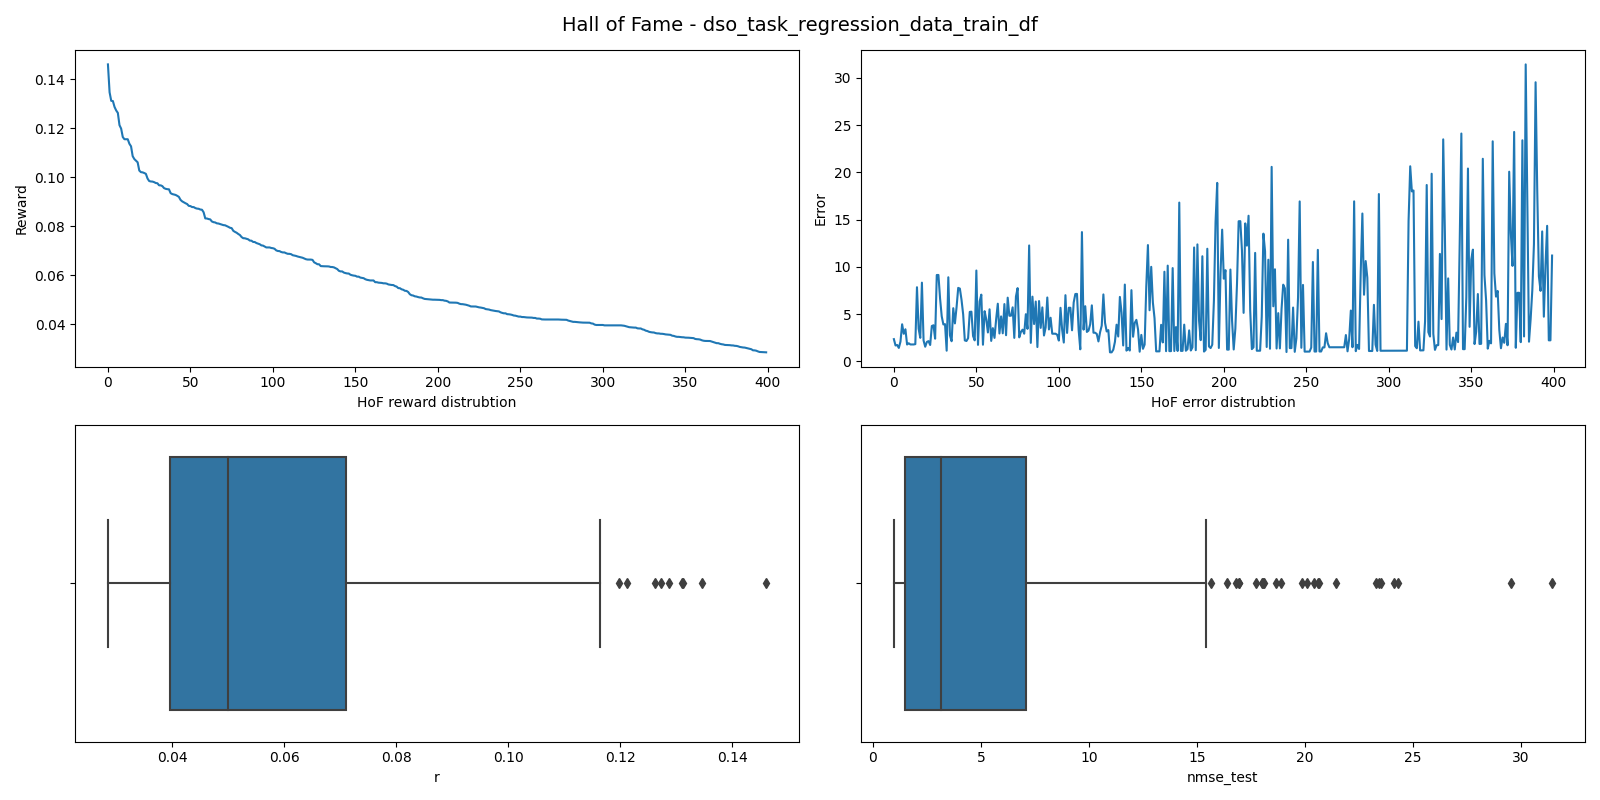 Hall of Fame - dso_task_regression_data_train_df
Reward
0.14
0.12
0.10
0.08
0.06
0.04
0 50 100 150 200 250 300 350 400
HoF reward distrubtion
Error
30
25
20
15
10
5
0
0 50 100 150 200 250 300 350 400
HoF error distrubtion
0.04 0.06 0.08 0.10 0.12 0.14
r
0 5 10 15 20 25 30
nmse_test